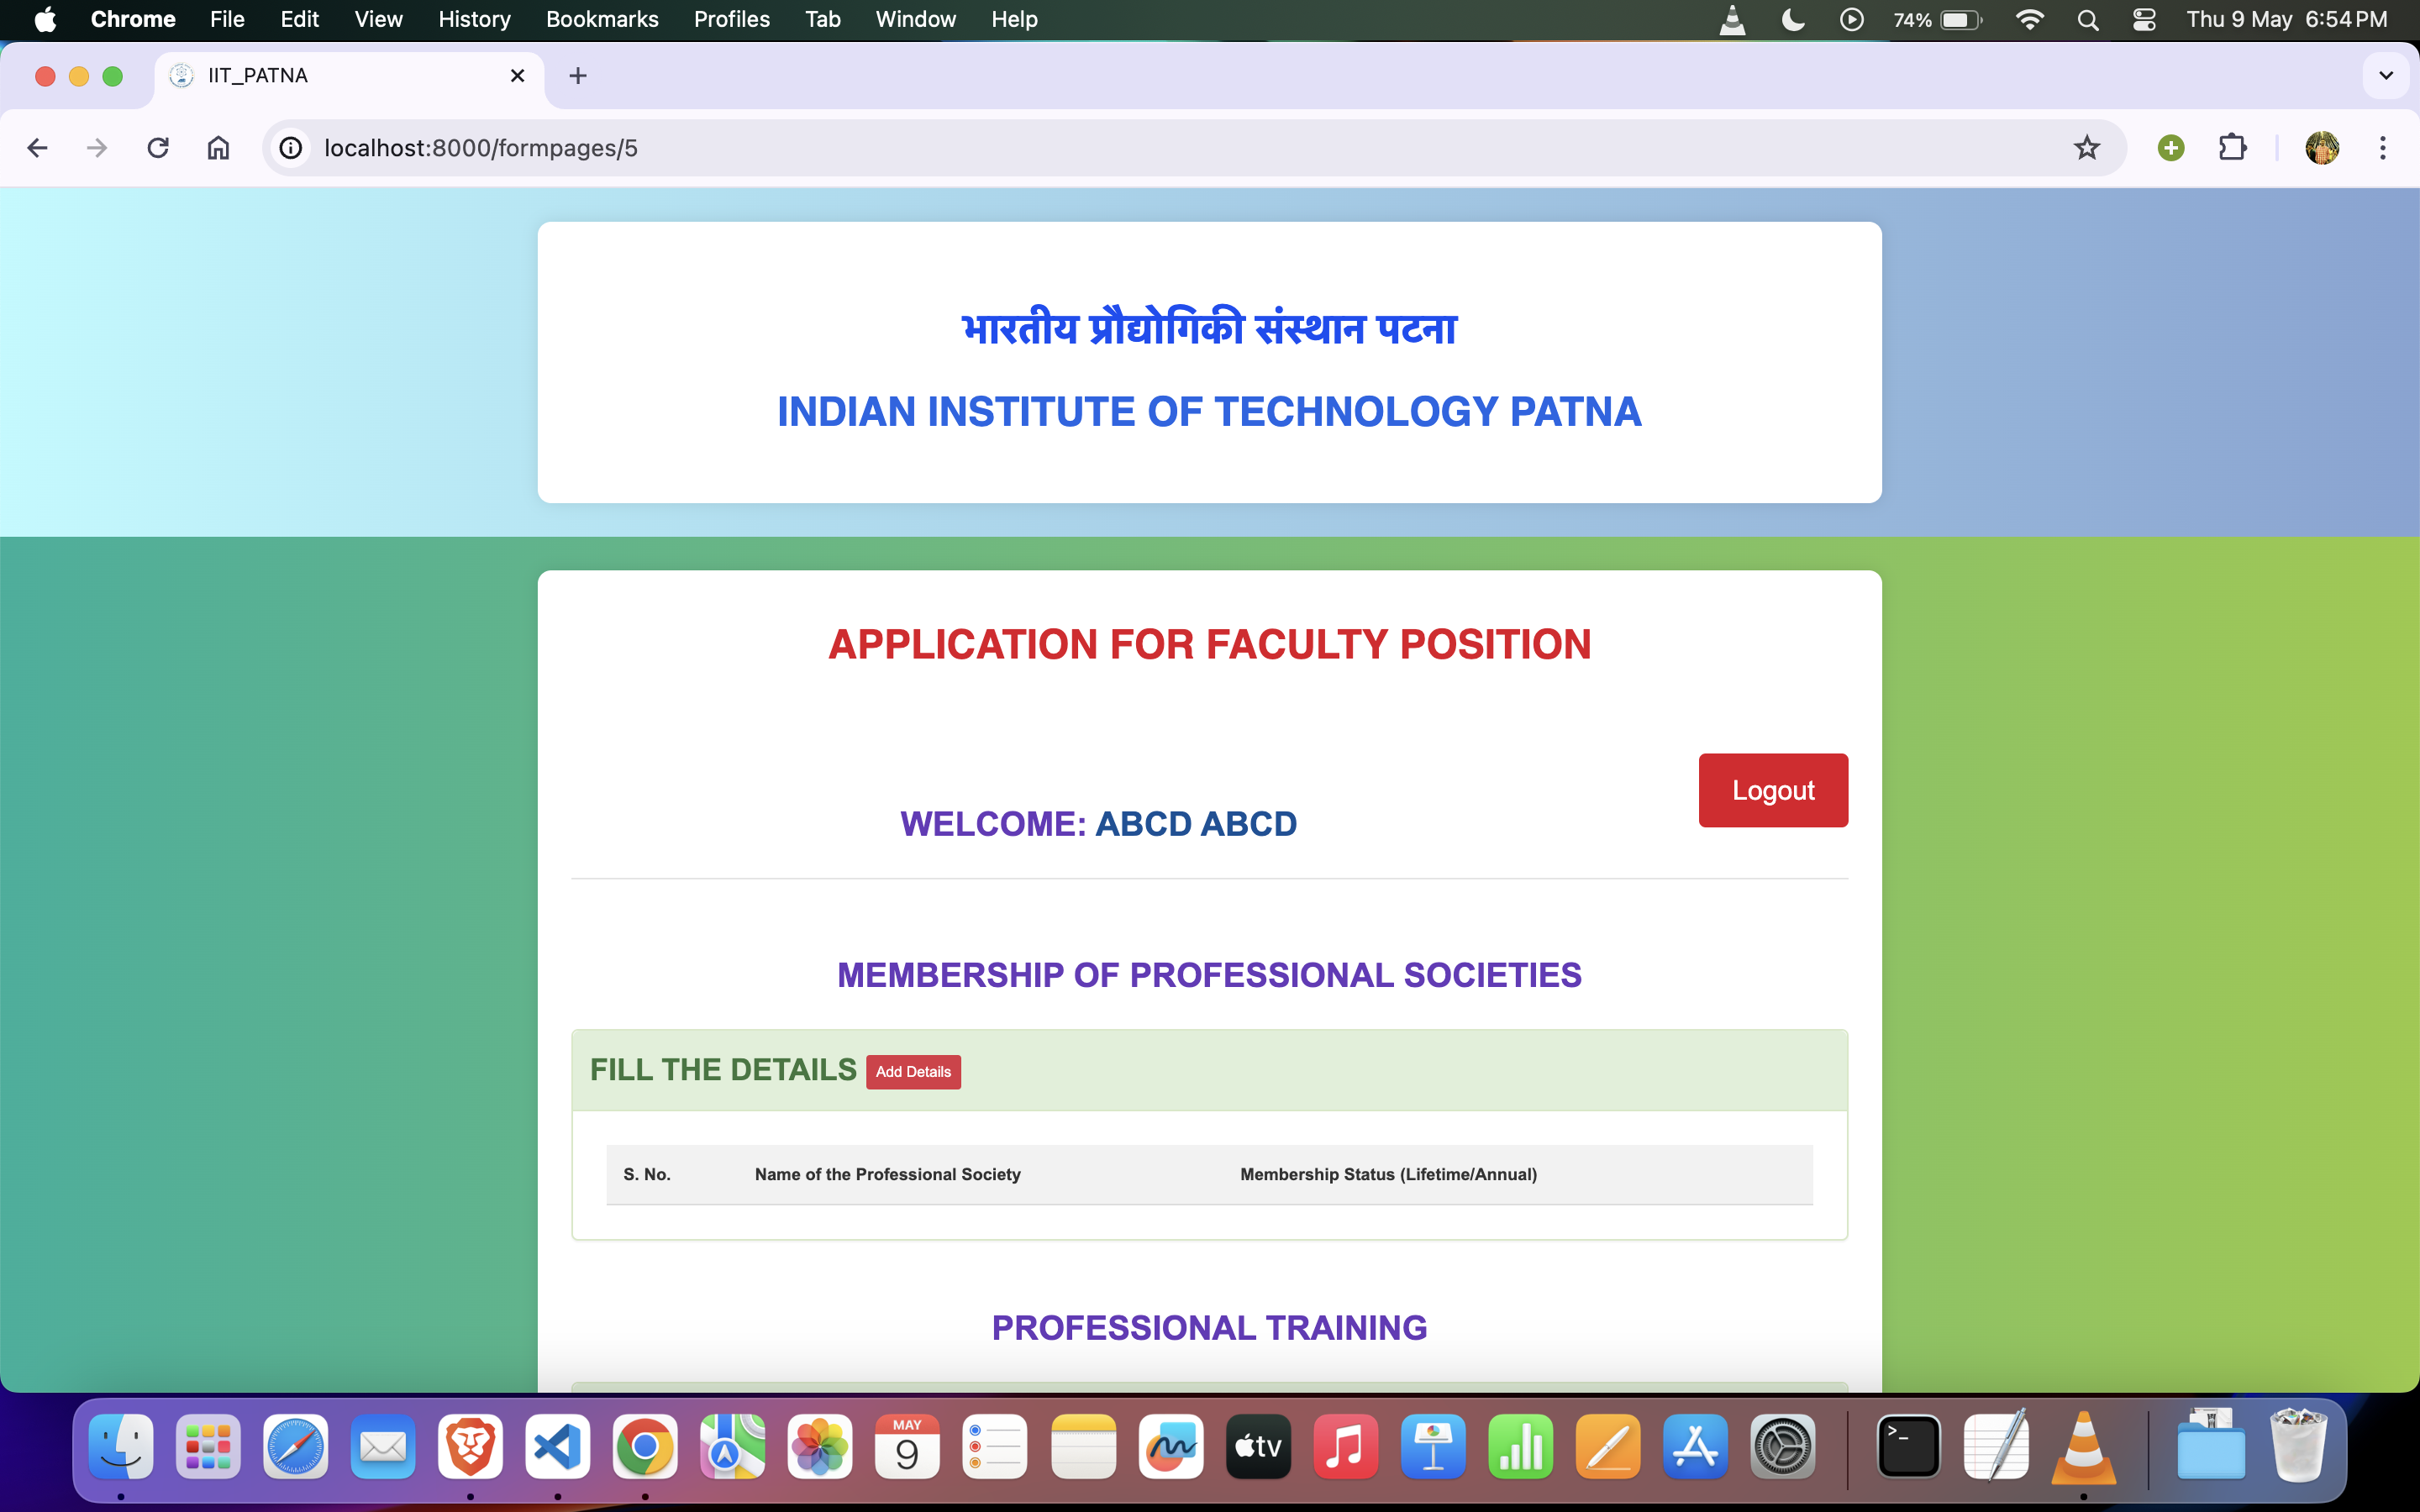 Chrome File Edit View History Bookmarks Profiles Tab Window Help 74% Thu 9 May 6:54 PM
IIT_PATNA
localhost:8000/formpages/5
भारतीय प्रौद्योगिकी संस्थान पटना
INDIAN INSTITUTE OF TECHNOLOGY PATNA
APPLICATION FOR FACULTY POSITION
Logout
WELCOME: ABCD ABCD
MEMBERSHIP OF PROFESSIONAL SOCIETIES
FILL THE DETAILS Add Details
S. No. Name of the Professional Society Membership Status (Lifetime/Annual)
PROFESSIONAL TRAINING
MAY
9
tv